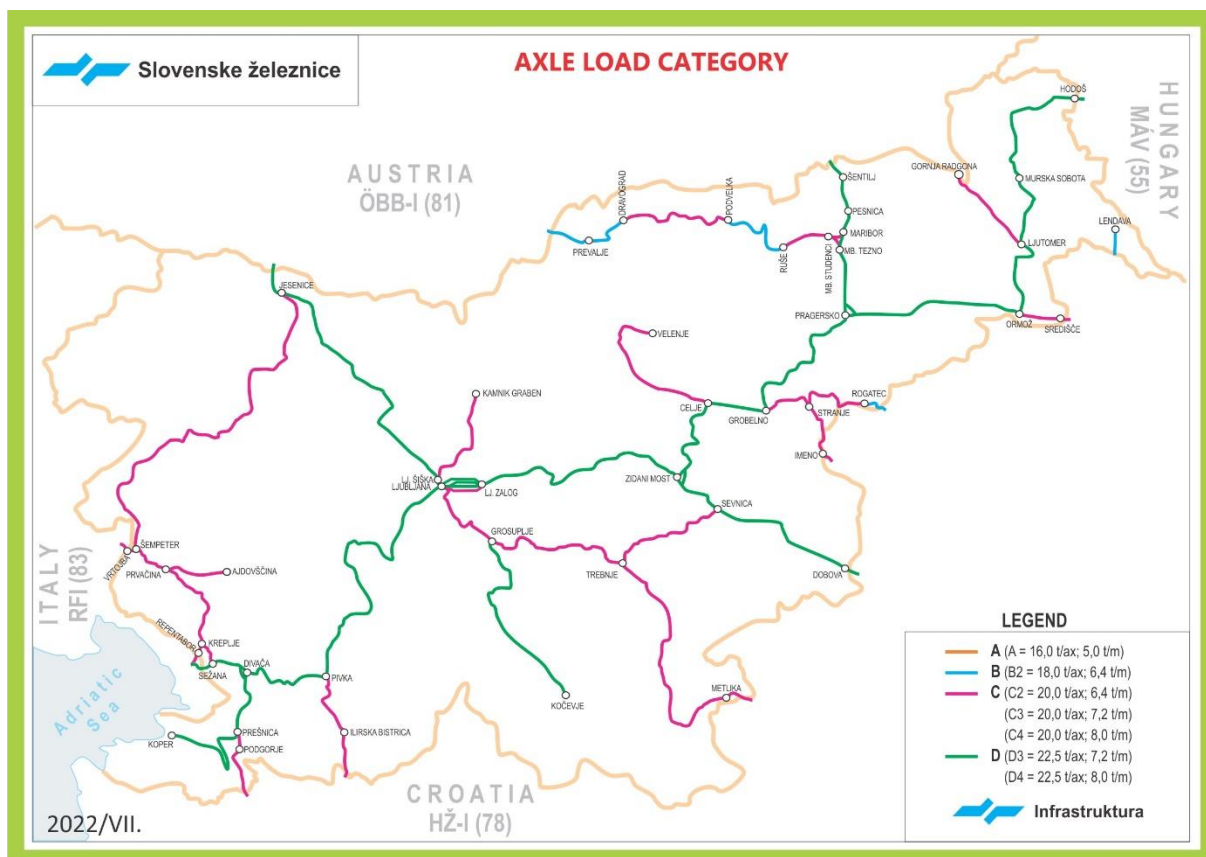 Slovenske železnice
AXLE LOAD CATEGORY
AUSTRIA
ÖBB-I (81)
HUNGARY
MÁV (55)
ITALY
RFI (83)
CROATIA
HŽ-I (78)
Adriatic
Sea
HODOŠ
GORNJA RADGONA
MURSKA SOBOTA
LENDAVA
LJUTOMER
ORMOŽ
SREDIŠČE
ŠENTILJ
PESNICA
MARIBOR
MB. TEZNO
MB. STUDENCI
RUŠE
PODVELKA
DRAVOGRAD
PREVALJE
PRAGERSKO
VELENJE
CELJE
GROBELNO
STRANJE
ROGATEC
IMENO
JESENICE
KAMNIK GRABEN
LJ. ŠIŠKA
LJUBLJANA
LJ. ZALOG
ZIDANI MOST
SEVNICA
DOBOVA
GROSUPLJE
TREBNJE
METLIKA
KOČEVJE
ŠEMPETER
VRTOJBA
PRVAČINA
AJDOVŠČINA
REPENTABOR
KREPLJE
SEŽANA
DIVAČA
PIVKA
KOPER
PREŠNICA
PODGORJE
ILIRSKA BISTRICA
LEGEND
A (A = 16,0 t/ax; 5,0 t/m)
B (B2 = 18,0 t/ax; 6,4 t/m)
C (C2 = 20,0 t/ax; 6,4 t/m)
(C3 = 20,0 t/ax; 7,2 t/m)
(C4 = 20,0 t/ax; 8,0 t/m)
D (D3 = 22,5 t/ax; 7,2 t/m)
(D4 = 22,5 t/ax; 8,0 t/m)
Infrastruktura
2022/VII.